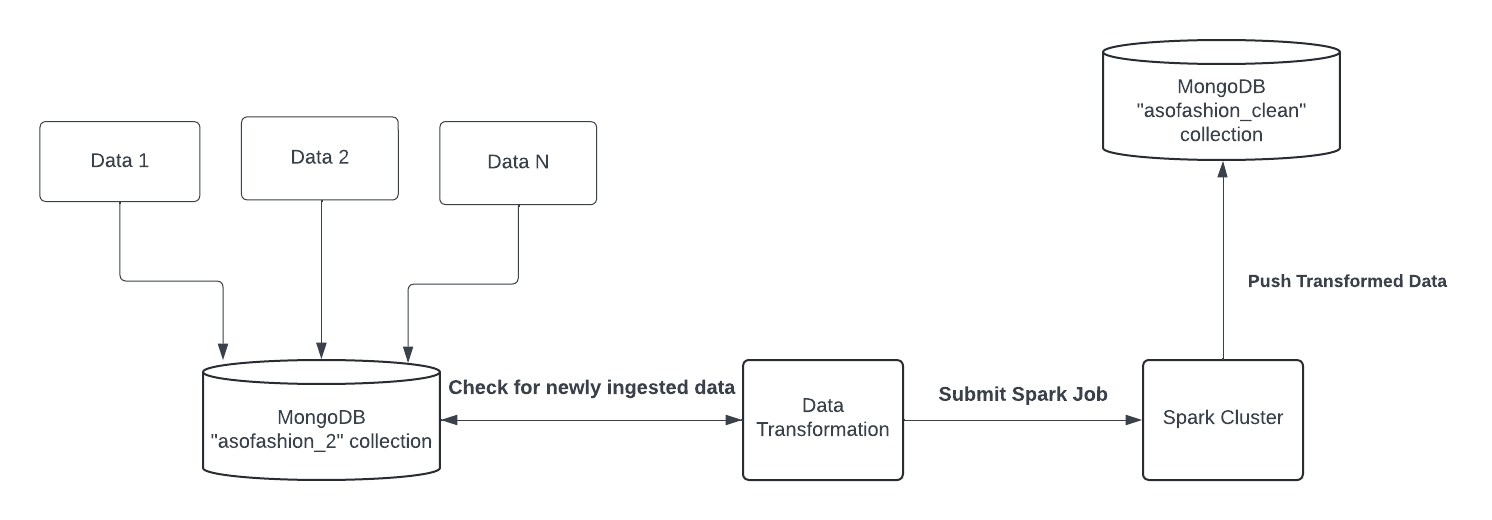 MongoDB
"asofashion_clean"
collection
Data 1
Data 2
Data N
Push Transformed Data
Check for newly ingested data
Submit Spark Job
MongoDB
"asofashion_2" collection
Data
Transformation
Spark Cluster